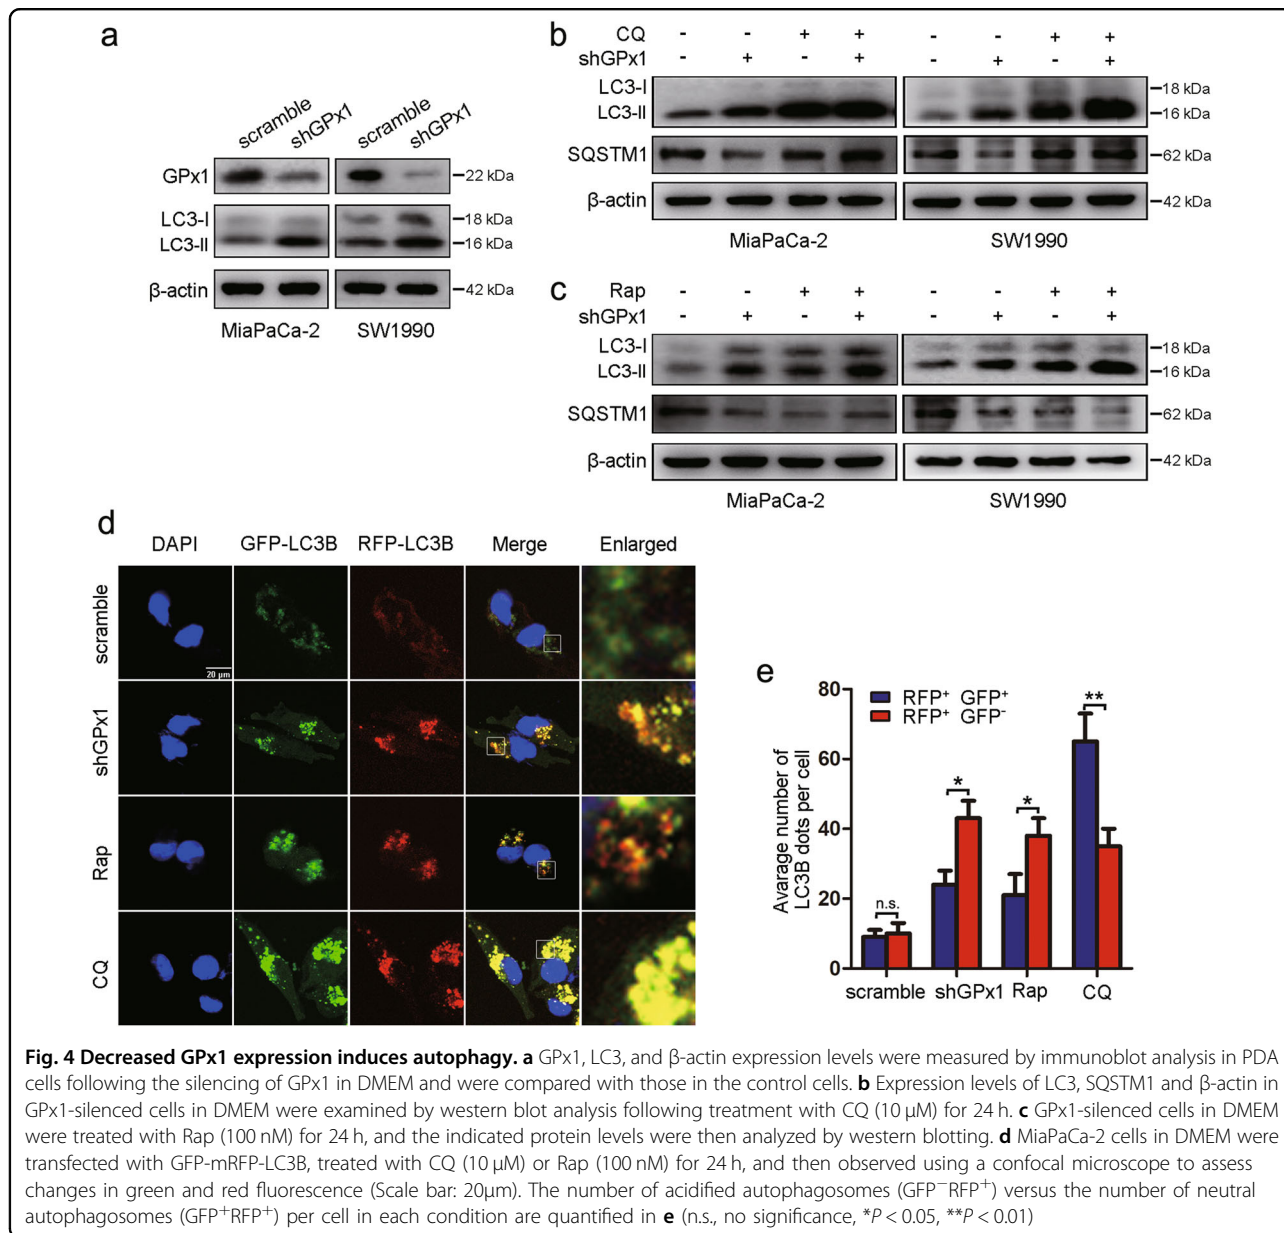 a
scramble
shGPx1
scramble
shGPx1
GPx1
22 kDa
LC3-I
18 kDa
LC3-II
16 kDa
β-actin
42 kDa
MiaPaCa-2
SW1990
b
CQ - - + + - - + +
shGPx1 - + - + - + - +
LC3-I
18 kDa
LC3-II
16 kDa
SQSTM1
62 kDa
β-actin
42 kDa
MiaPaCa-2
SW1990
c
Rap - - + + - - + +
shGPx1 - + - + - + - +
LC3-I
18 kDa
LC3-II
16 kDa
SQSTM1
62 kDa
β-actin
42 kDa
MiaPaCa-2
SW1990
d
DAPI GFP-LC3B RFP-LC3B Merge Enlarged
scramble
20 μm
shGPx1
Rap
CQ
e
RFP⁺ GFP⁺
RFP⁺ GFP⁻
Avarage number of
LC3B dots per cell
80
60
40
20
0
n.s.
*
*
**
scramble shGPx1 Rap CQ
Fig. 4 Decreased GPx1 expression induces autophagy. a GPx1, LC3, and β-actin expression levels were measured by immunoblot analysis in PDA
cells following the silencing of GPx1 in DMEM and were compared with those in the control cells. b Expression levels of LC3, SQSTM1 and β-actin in
GPx1-silenced cells in DMEM were examined by western blot analysis following treatment with CQ (10 μM) for 24 h. c GPx1-silenced cells in DMEM
were treated with Rap (100 nM) for 24 h, and the indicated protein levels were then analyzed by western blotting. d MiaPaCa-2 cells in DMEM were
transfected with GFP-mRFP-LC3B, treated with CQ (10 μM) or Rap (100 nM) for 24 h, and then observed using a confocal microscope to assess
changes in green and red fluorescence (Scale bar: 20μm). The number of acidified autophagosomes (GFP⁻RFP⁺) versus the number of neutral
autophagosomes (GFP⁺RFP⁺) per cell in each condition are quantified in e (n.s., no significance, *P < 0.05, **P < 0.01)